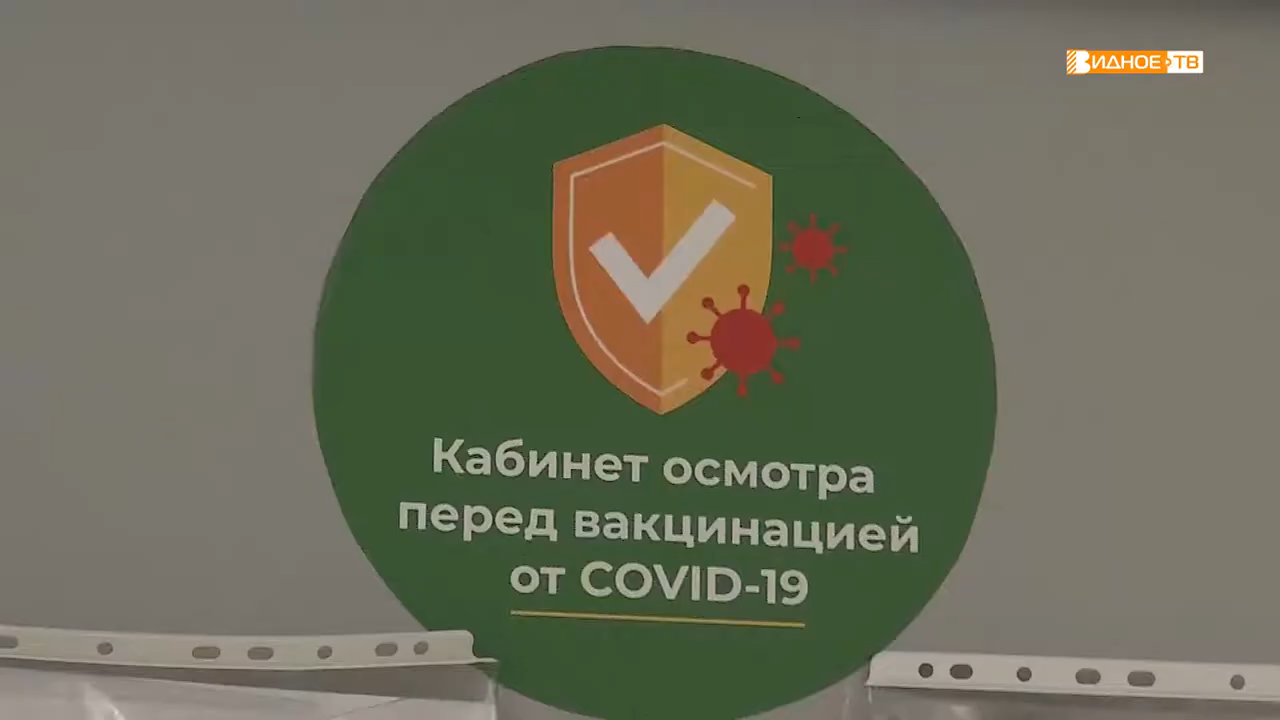 ВИДНОЕ ТВ
Кабинет осмотра
перед вакцинацией
от COVID-19